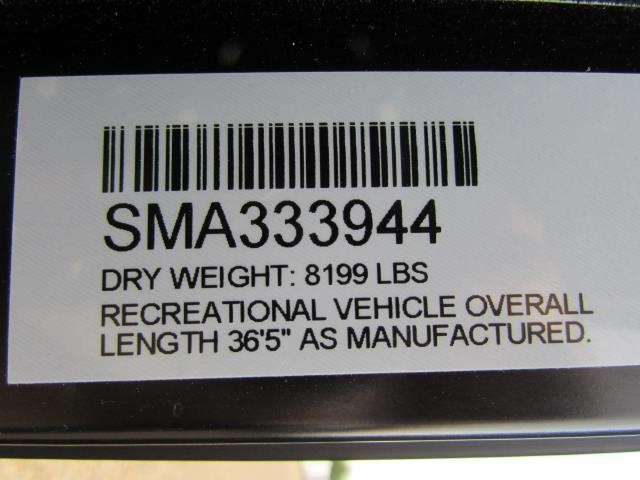 SMA333944
DRY WEIGHT: 8199 LBS
RECREATIONAL VEHICLE OVERALL
LENGTH 36'5" AS MANUFACTURED.